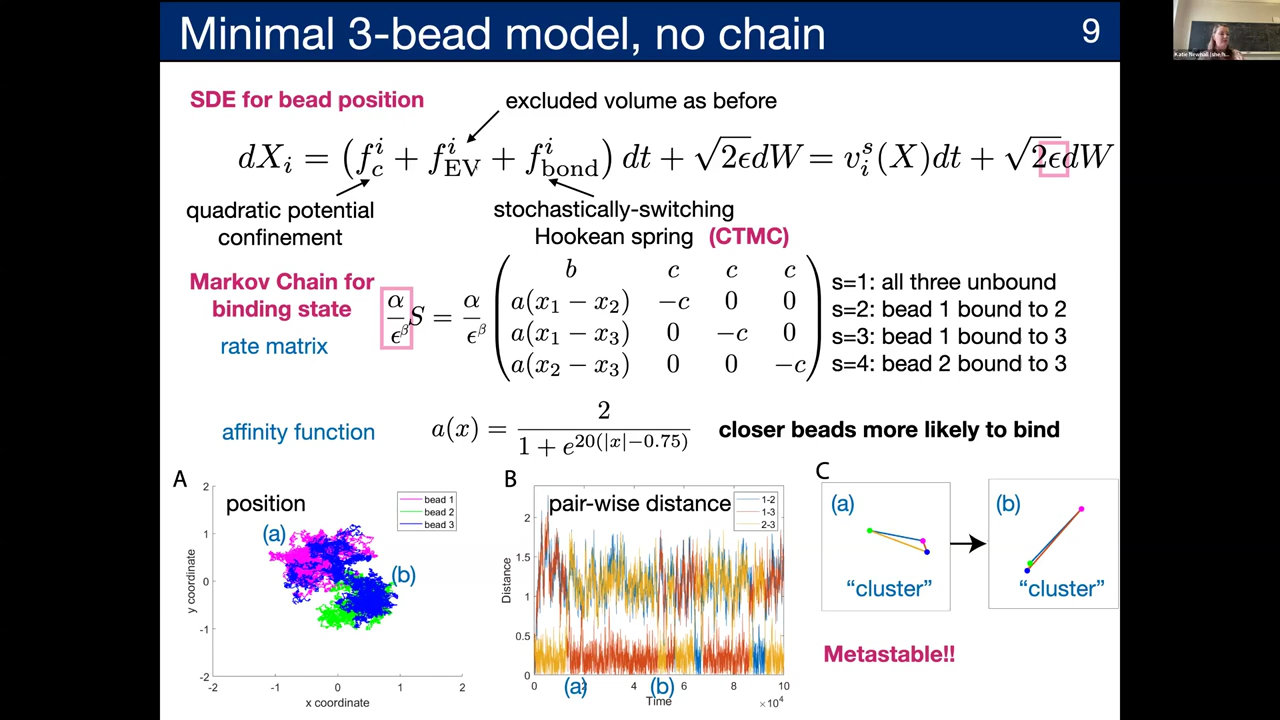 Minimal 3-bead model, no chain
9
SDE for bead position
excluded volume as before
dX_i = (f_c^i + f_EV^i + f_bond^i) dt + √2ϵdW = v_i^s(X)dt + √2ϵdW
quadratic potential
confinement
stochastically-switching
Hookean spring (CTMC)
Markov Chain for
binding state
rate matrix
α/ϵ^β S = α/ϵ^β
b c c c
a(x_1 − x_2) −c 0 0
a(x_1 − x_3) 0 −c 0
a(x_2 − x_3) 0 0 −c
s=1: all three unbound
s=2: bead 1 bound to 2
s=3: bead 1 bound to 3
s=4: bead 2 bound to 3
affinity function
a(x) = 2 / (1 + e^{20(|x|−0.75)})
closer beads more likely to bind
A
position
bead 1
bead 2
bead 3
(a)
(b)
2
1
0
-1
-2
y coordinate
-2 -1 0 1 2
x coordinate
B
pair-wise distance
1-2
1-3
2-3
2
1.5
1
0.5
0
Distance
0 2 4 6 8 10
(a) (b)
Time
×10^4
C
(a)
"cluster"
(b)
"cluster"
Metastable!!